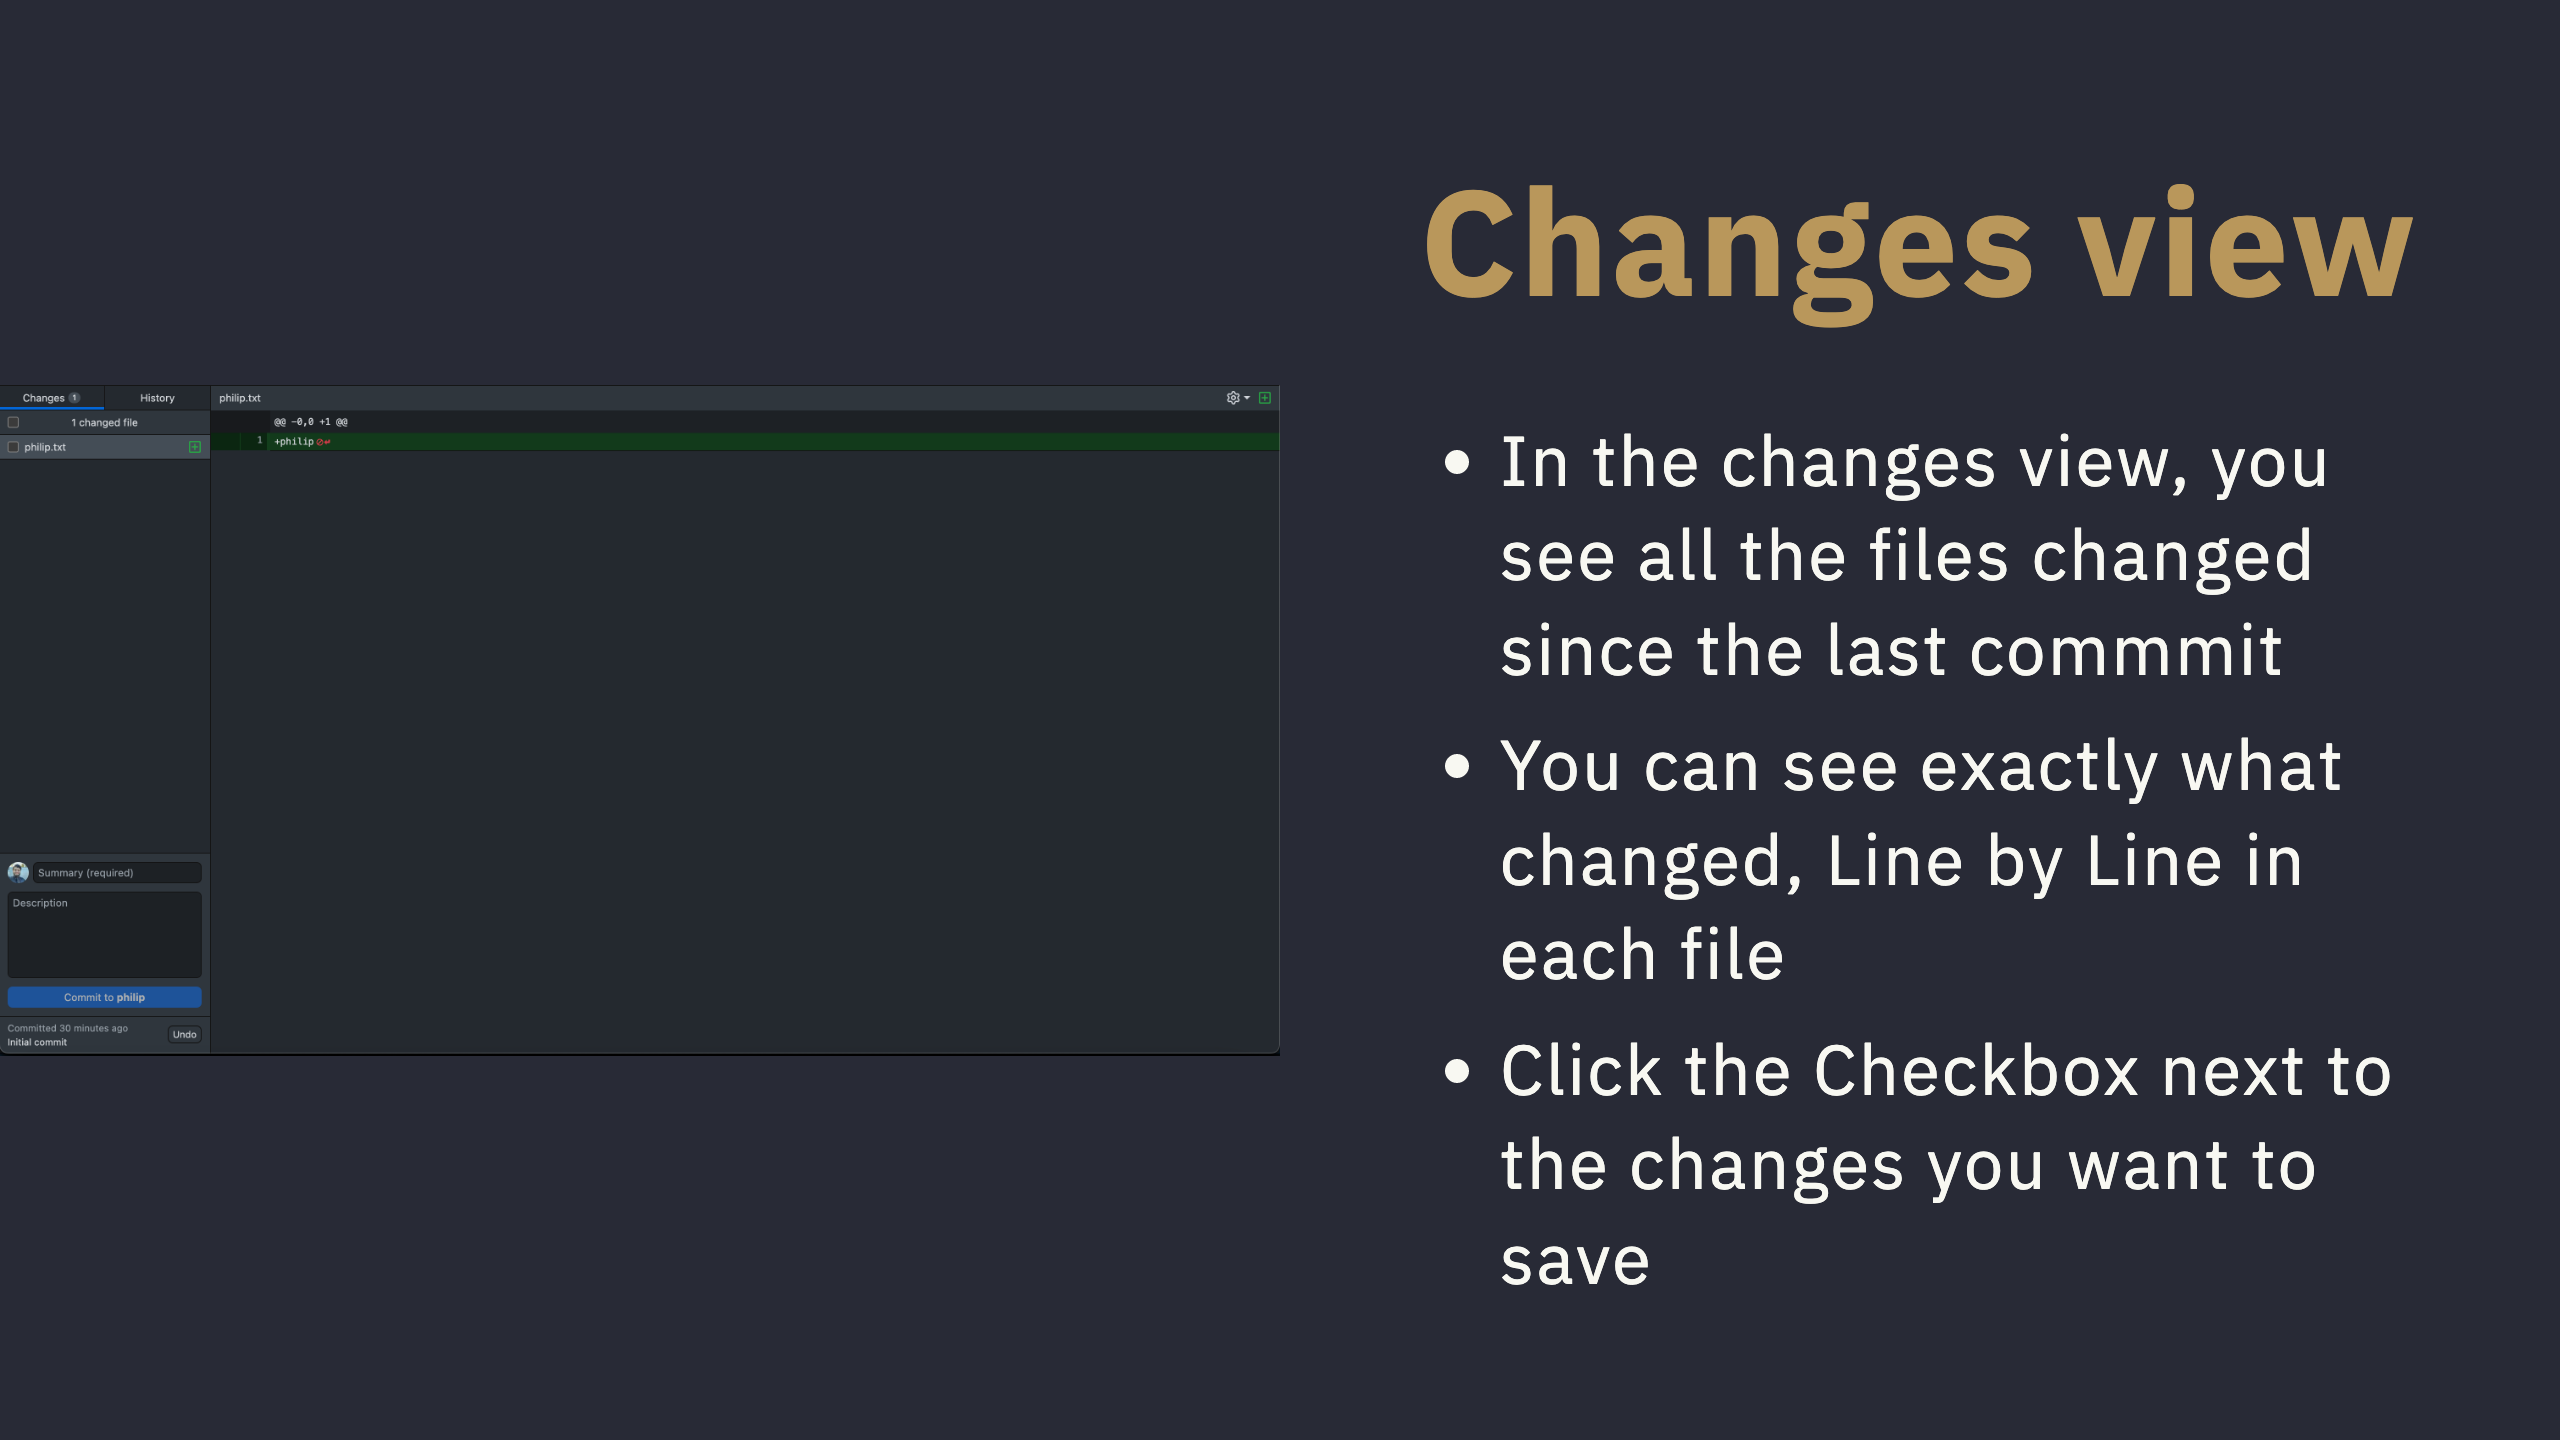 Changes view
Changes 1
History
philip.txt
1 changed file
philip.txt
@@ -0,0 +1 @@
1 +philip
Summary (required)
Description
Commit to philip
Committed 30 minutes ago
Initial commit
Undo
• In the changes view, you
see all the files changed
since the last commmit
• You can see exactly what
changed, Line by Line in
each file
• Click the Checkbox next to
the changes you want to
save